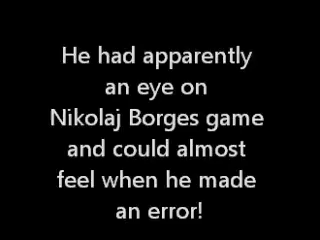 He had apparently
an eye on
Nikolaj Borges game
and could almost
feel when he made
an error!